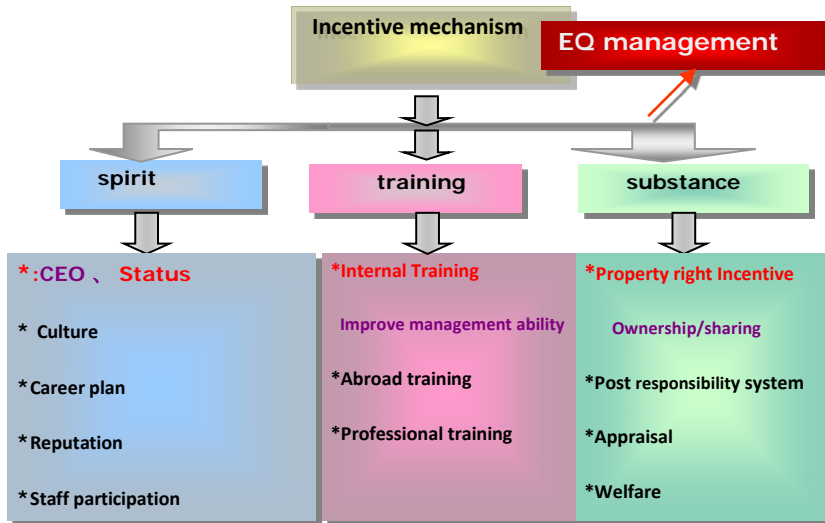 Incentive mechanism
EQ management
spirit
training
substance
*:CEO 、 Status
* Culture
*Career plan
*Reputation
*Staff participation
*Internal Training
Improve management ability
*Abroad training
*Professional training
*Property right Incentive
Ownership/sharing
*Post responsibility system
*Appraisal
*Welfare